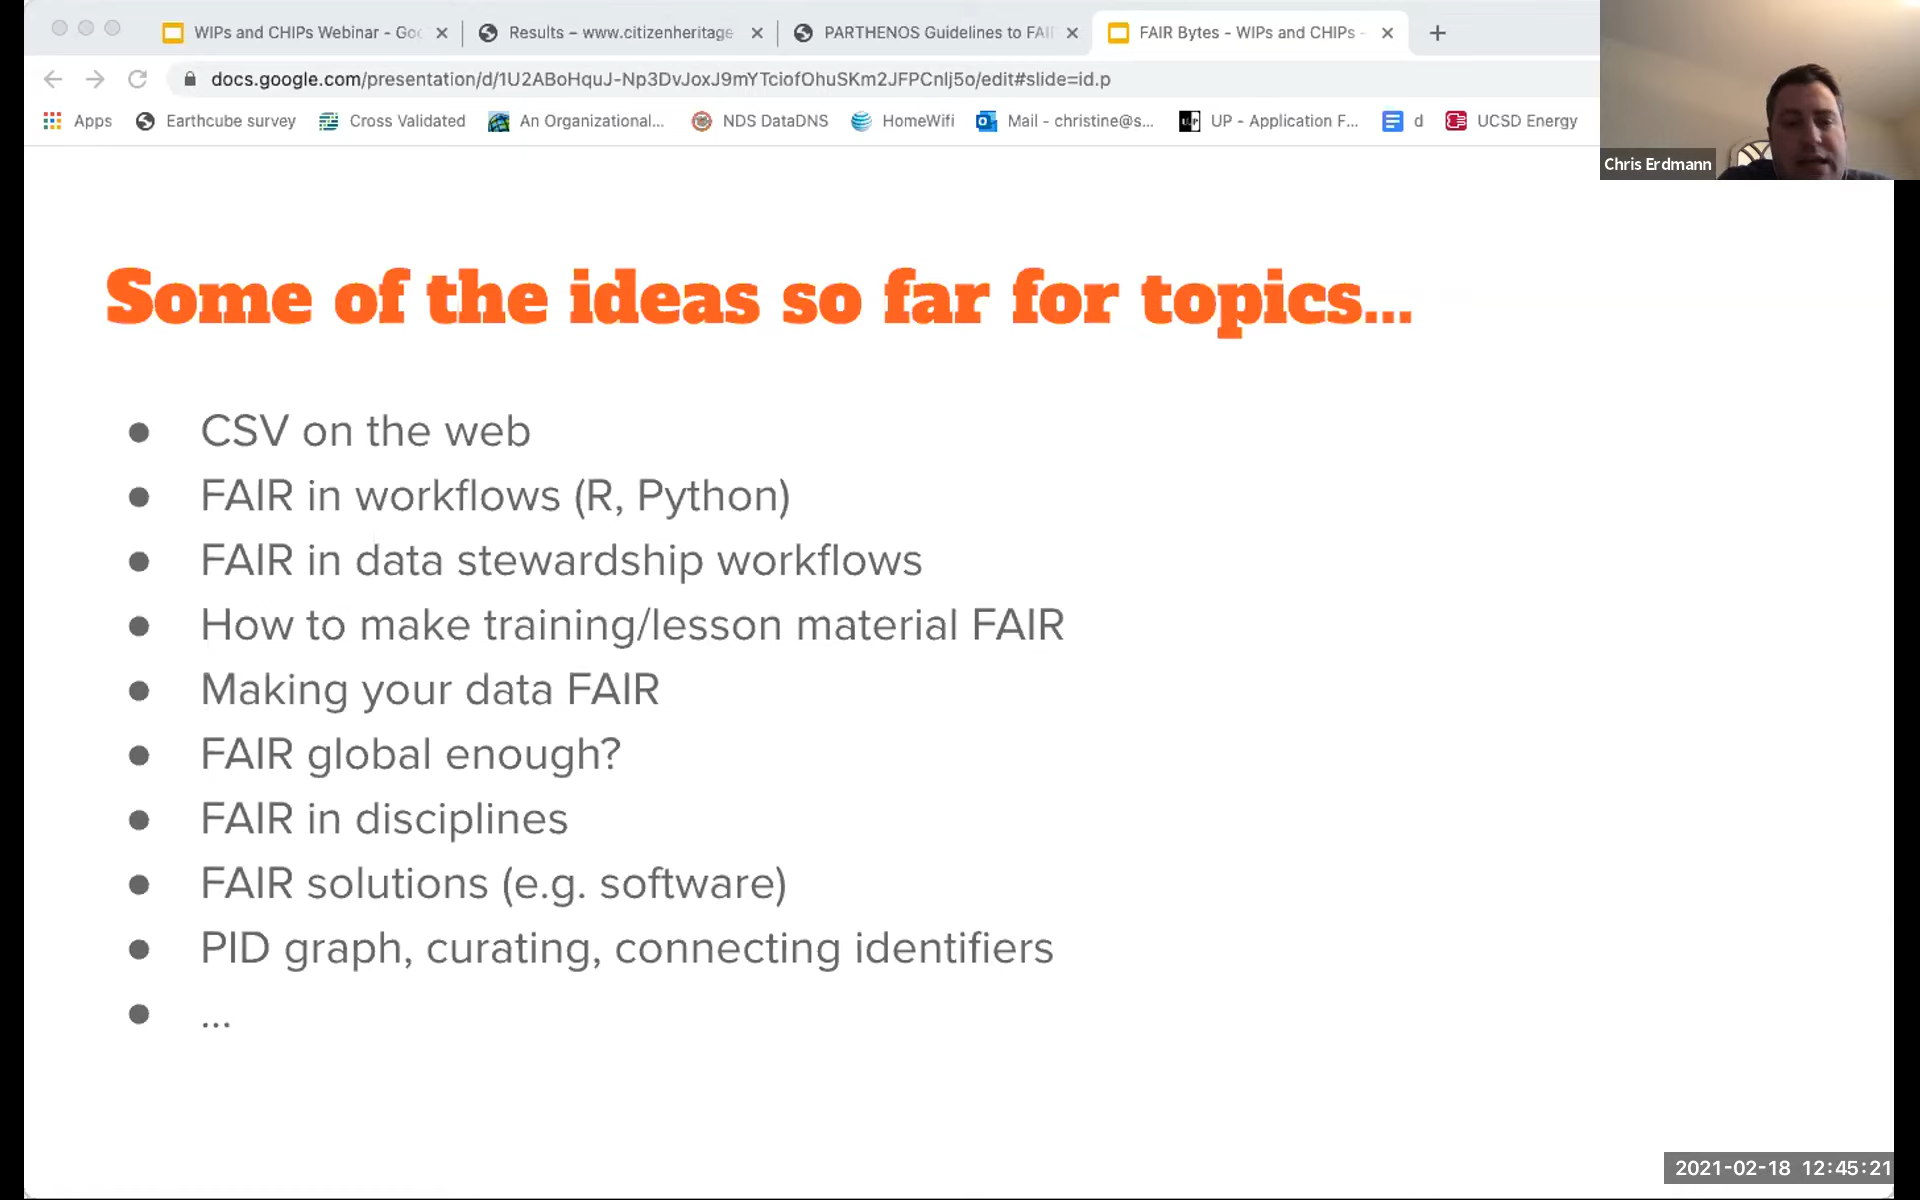 WIPs and CHIPs Webinar - Goo
Results – www.citizenheritage
PARTHENOS Guidelines to FAI
FAIR Bytes - WIPs and CHIPs -
docs.google.com/presentation/d/1U2ABoHquJ-Np3DvJoxJ9mYTciofOhuSKm2JFPCnlj5o/edit#slide=id.p
Apps
Earthcube survey
Cross Validated
An Organizational...
NDS DataDNS
HomeWifi
Mail - christine@s...
UP - Application F...
d
UCSD Energy
Chris Erdmann
Some of the ideas so far for topics...
● CSV on the web
● FAIR in workflows (R, Python)
● FAIR in data stewardship workflows
● How to make training/lesson material FAIR
● Making your data FAIR
● FAIR global enough?
● FAIR in disciplines
● FAIR solutions (e.g. software)
● PID graph, curating, connecting identifiers
● ...
2021-02-18 12:45:21